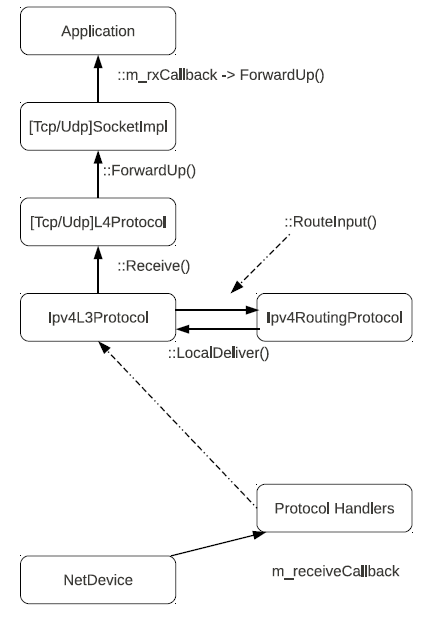 Application
::m_rxCallback -> ForwardUp()
[Tcp/Udp]SocketImpl
::ForwardUp()
[Tcp/Udp]L4Protocol
::RouteInput()
::Receive()
Ipv4L3Protocol
Ipv4RoutingProtocol
::LocalDeliver()
Protocol Handlers
m_receiveCallback
NetDevice